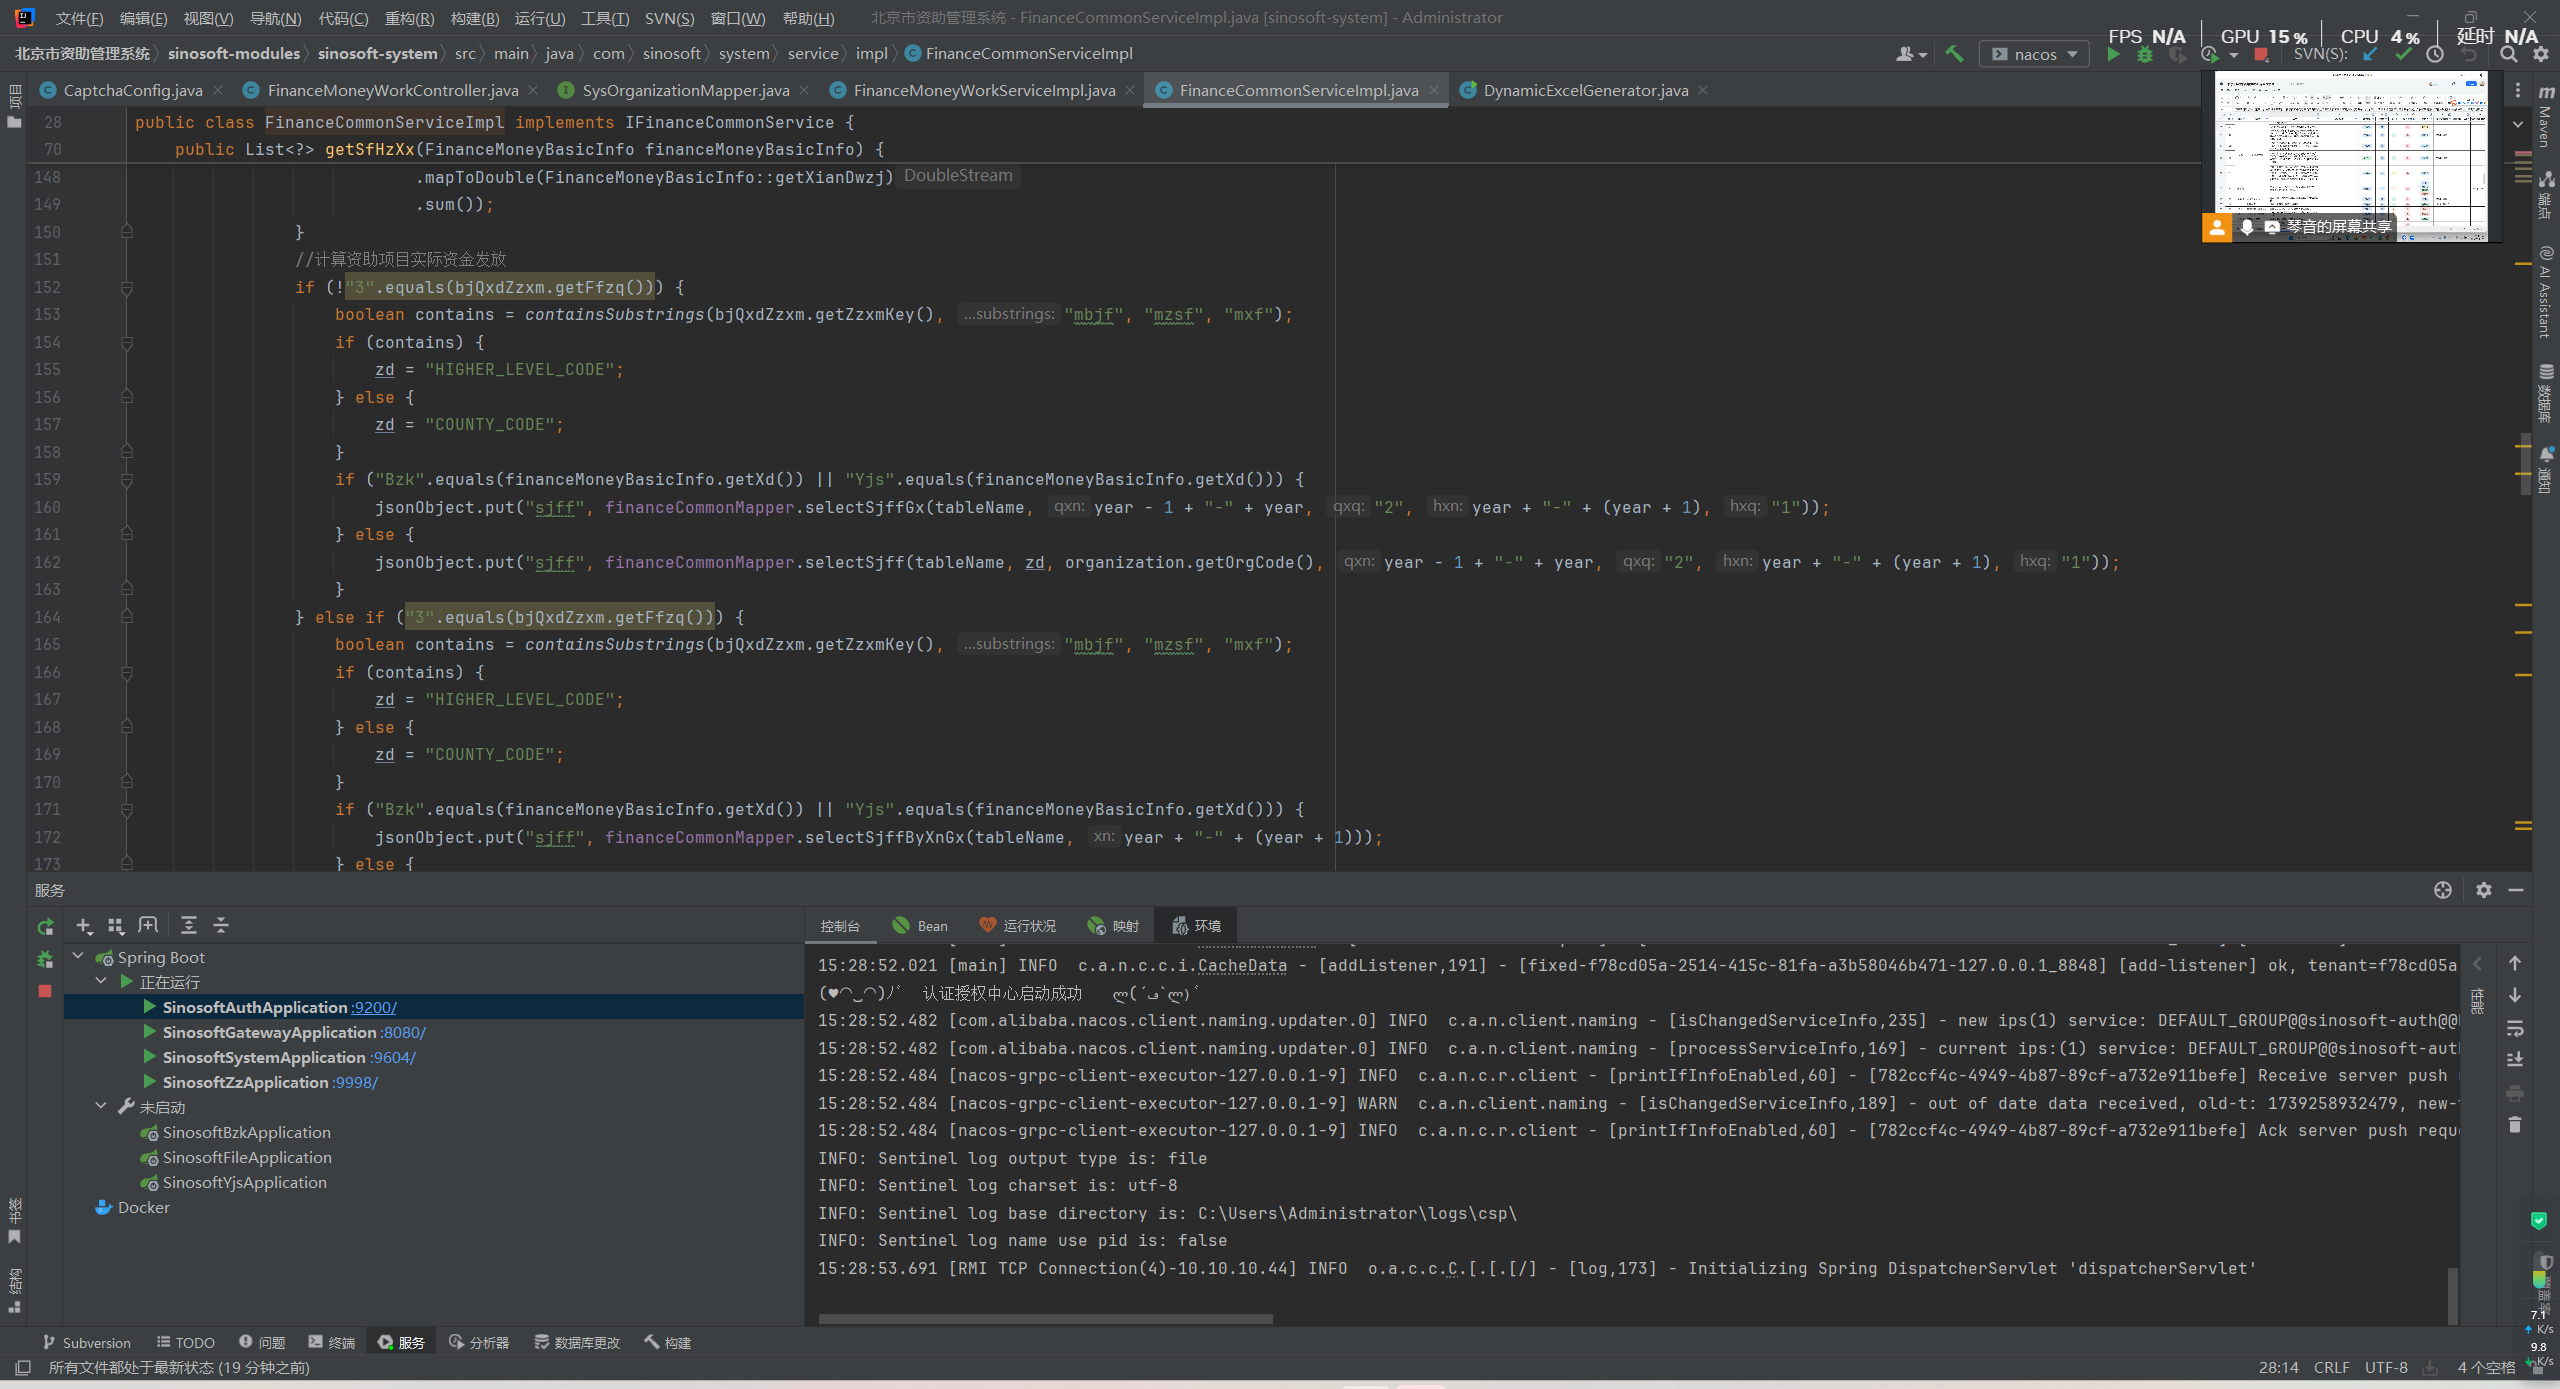 文件(F) 编辑(E) 视图(V) 导航(N) 代码(C) 重构(R) 构建(B) 运行(U) 工具(T) SVN(S) 窗口(W) 帮助(H) 北京市资助管理系统 - FinanceCommonServiceImpl.java [sinosoft-system] - Administrator
FPS N/A GPU 15 % CPU 4 % 延时 N/A
北京市资助管理系统 sinosoft-modules sinosoft-system src main java com sinosoft system service impl FinanceCommonServiceImpl nacos SVN(S):
CaptchaConfig.java FinanceMoneyWorkController.java SysOrganizationMapper.java FinanceMoneyWorkServiceImpl.java FinanceCommonServiceImpl.java DynamicExcelGenerator.java
28 public class FinanceCommonServiceImpl implements IFinanceCommonService {
70 public List<?> getSfHzXx(FinanceMoneyBasicInfo financeMoneyBasicInfo) {
148 .mapToDouble(FinanceMoneyBasicInfo::getXianDwzj) DoubleStream
149 .sum());
150 }
151 //计算资助项目实际资金发放
152 if (!"3".equals(bjQxdZzxm.getFfzq())) {
153 boolean contains = containsSubstrings(bjQxdZzxm.getZzxmKey(), ...substrings: "mbjf", "mzsf", "mxf");
154 if (contains) {
155 zd = "HIGHER_LEVEL_CODE";
156 } else {
157 zd = "COUNTY_CODE";
158 }
159 if ("Bzk".equals(financeMoneyBasicInfo.getXd()) || "Yjs".equals(financeMoneyBasicInfo.getXd())) {
160 jsonObject.put("sjff", financeCommonMapper.selectSjffGx(tableName, qxn: year - 1 + "-" + year, qxq: "2", hxn: year + "-" + (year + 1), hxq: "1"));
161 } else {
162 jsonObject.put("sjff", financeCommonMapper.selectSjff(tableName, zd, organization.getOrgCode(), qxn: year - 1 + "-" + year, qxq: "2", hxn: year + "-" + (year + 1), hxq: "1"));
163 }
164 } else if ("3".equals(bjQxdZzxm.getFfzq())) {
165 boolean contains = containsSubstrings(bjQxdZzxm.getZzxmKey(), ...substrings: "mbjf", "mzsf", "mxf");
166 if (contains) {
167 zd = "HIGHER_LEVEL_CODE";
168 } else {
169 zd = "COUNTY_CODE";
170 }
171 if ("Bzk".equals(financeMoneyBasicInfo.getXd()) || "Yjs".equals(financeMoneyBasicInfo.getXd())) {
172 jsonObject.put("sjff", financeCommonMapper.selectSjffByXnGx(tableName, xn: year + "-" + (year + 1)));
173 } else {
琴音的屏幕共享
项目
书签
结构
Maven
端点
AI Assistant
数据库
通知
服务
控制台 Bean 运行状况 映射 环境
Spring Boot
正在运行
SinosoftAuthApplication :9200/
SinosoftGatewayApplication :8080/
SinosoftSystemApplication :9604/
SinosoftZzApplication :9998/
未启动
SinosoftBzkApplication
SinosoftFileApplication
SinosoftYjsApplication
Docker
15:28:52.021 [main] INFO c.a.n.c.c.i.CacheData - [addListener,191] - [fixed-f78cd05a-2514-415c-81fa-a3b58046b471-127.0.0.1_8848] [add-listener] ok, tenant=f78cd05a
(♥◠‿◠)ﾉﾞ 认证授权中心启动成功 ლ(´ڡ`ლ)ﾞ
15:28:52.482 [com.alibaba.nacos.client.naming.updater.0] INFO c.a.n.client.naming - [isChangedServiceInfo,235] - new ips(1) service: DEFAULT_GROUP@@sinosoft-auth@@
15:28:52.482 [com.alibaba.nacos.client.naming.updater.0] INFO c.a.n.client.naming - [processServiceInfo,169] - current ips:(1) service: DEFAULT_GROUP@@sinosoft-aut
15:28:52.484 [nacos-grpc-client-executor-127.0.0.1-9] INFO c.a.n.c.r.client - [printIfInfoEnabled,60] - [782ccf4c-4949-4b87-89cf-a732e911befe] Receive server push
15:28:52.484 [nacos-grpc-client-executor-127.0.0.1-9] WARN c.a.n.client.naming - [isChangedServiceInfo,189] - out of date data received, old-t: 1739258932479, new-
15:28:52.484 [nacos-grpc-client-executor-127.0.0.1-9] INFO c.a.n.c.r.client - [printIfInfoEnabled,60] - [782ccf4c-4949-4b87-89cf-a732e911befe] Ack server push requ
INFO: Sentinel log output type is: file
INFO: Sentinel log charset is: utf-8
INFO: Sentinel log base directory is: C:\Users\Administrator\logs\csp\
INFO: Sentinel log name use pid is: false
15:28:53.691 [RMI TCP Connection(4)-10.10.10.44] INFO o.a.c.c.C.[.[.[/] - [log,173] - Initializing Spring DispatcherServlet 'dispatcherServlet'
性能
7.1
K/s
9.8
K/s
Subversion TODO 问题 终端 服务 分析器 数据库更改 构建
所有文件都处于最新状态 (19 分钟之前) 28:14 CRLF UTF-8 4 个空格